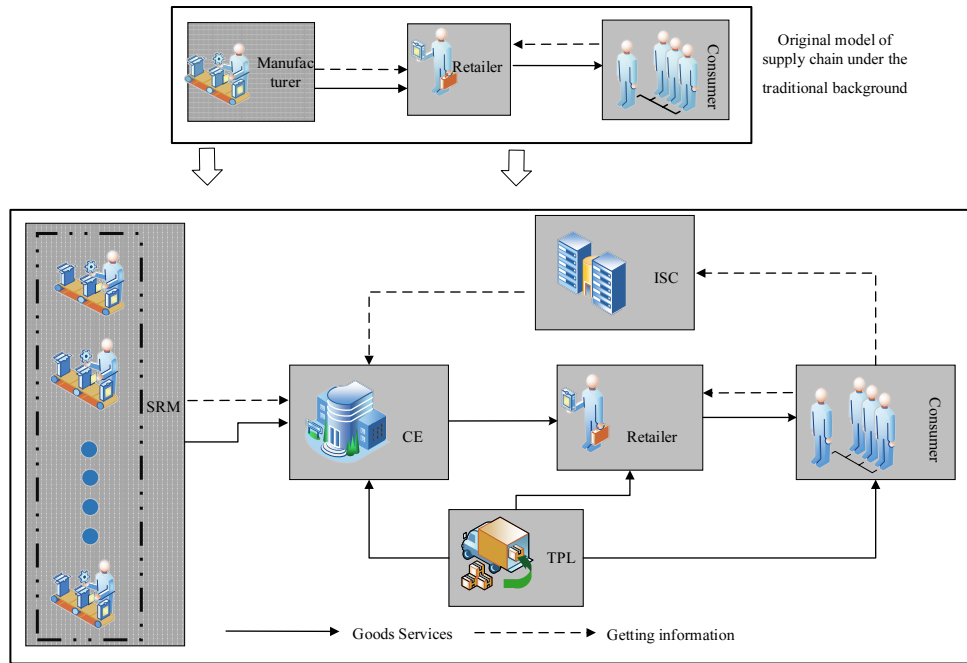 Manufac
turer
Retailer
Consumer
Original model of
supply chain under the
traditional background
ISC
SRM
CE
Retailer
Consumer
TPL
Goods Services
Getting information